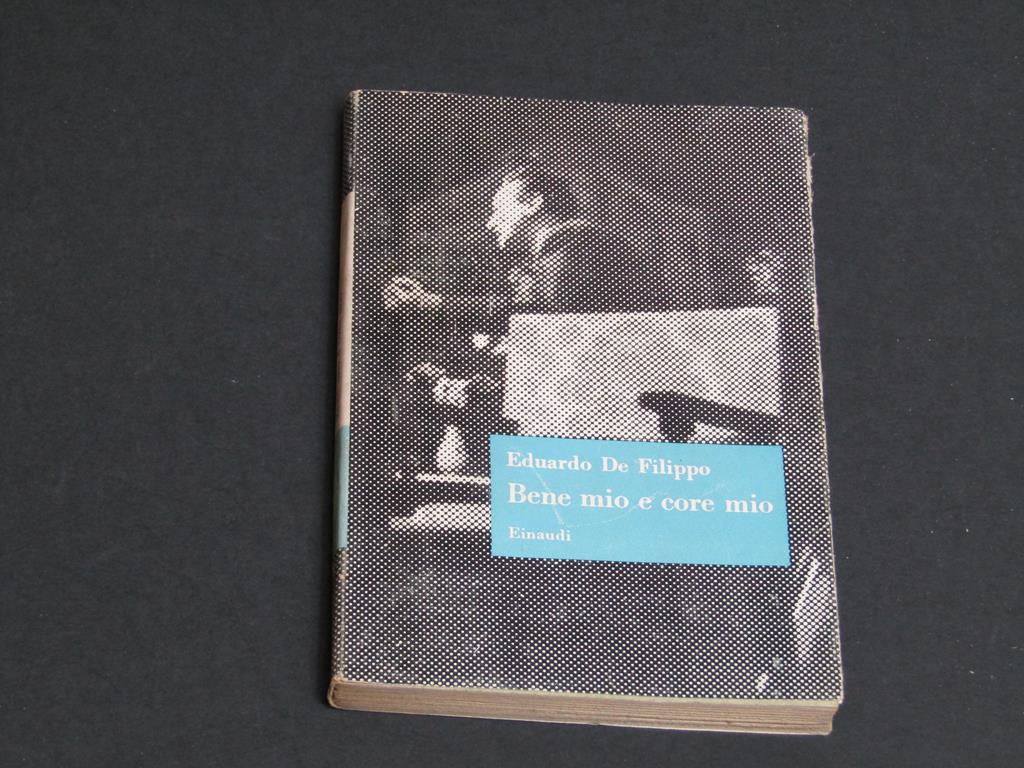 Eduardo De Filippo
Bene mio e core mio
Einaudi